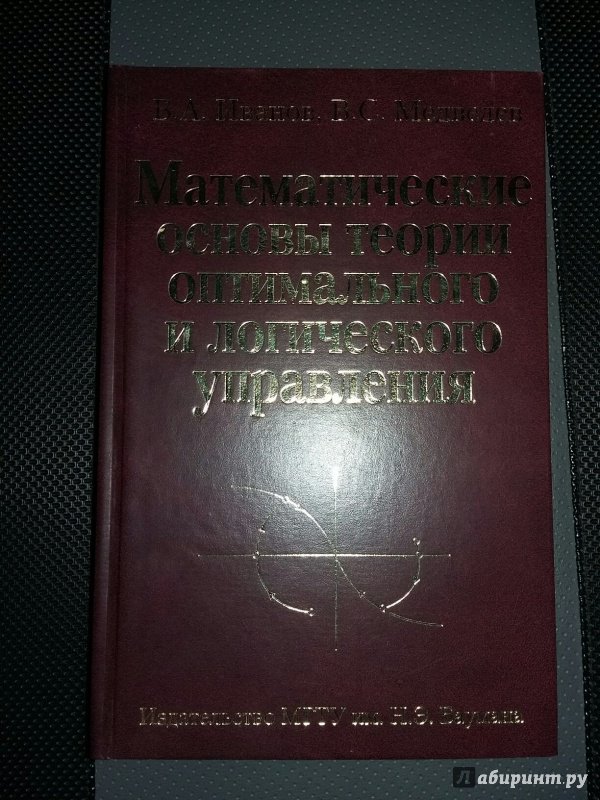 В.А. Иванов, В.С. Медведев
Математические
основы теории
оптимального
и логического
управления
Издательство МГТУ им. Н.Э. Баумана
Лабиринт.ру